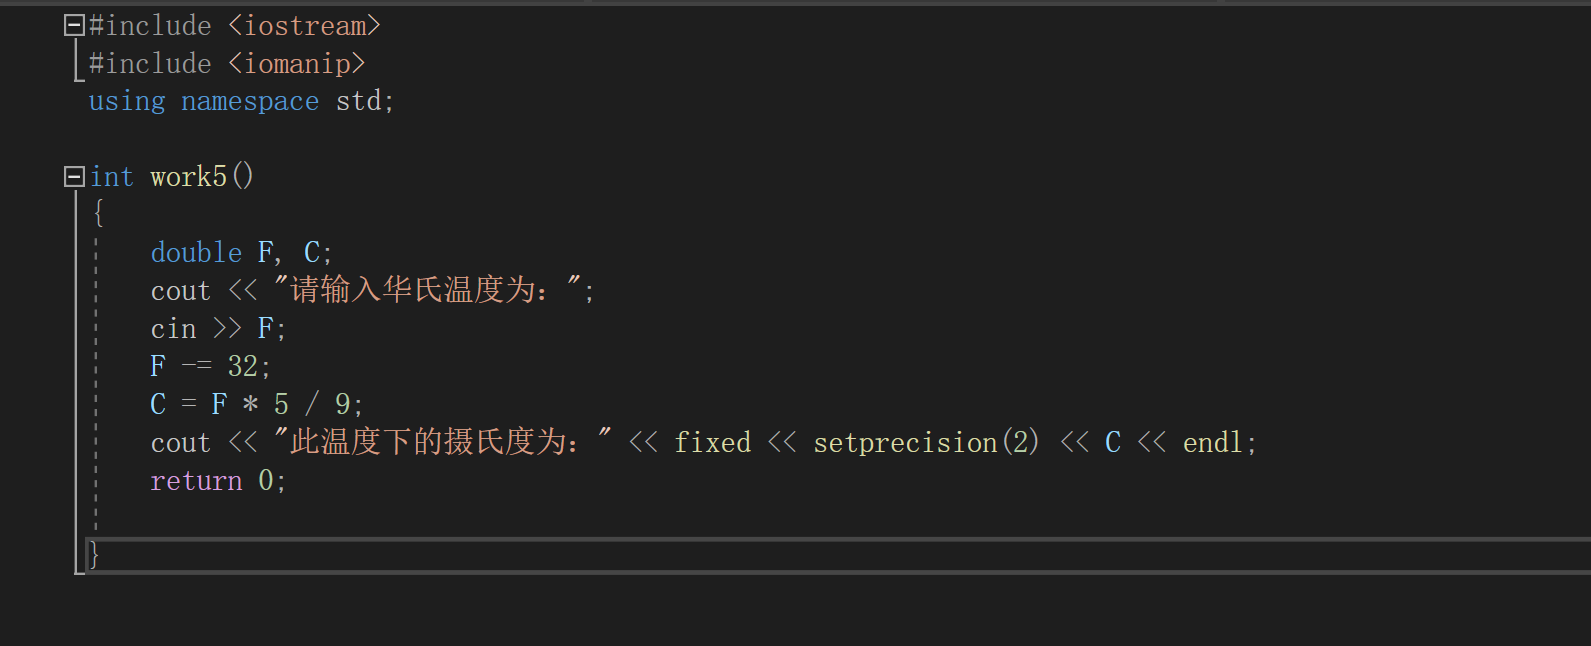 #include <iostream>
#include <iomanip>
using namespace std;
int work5()
{
double F, C;
cout << "请输入华氏温度为：";
cin >> F;
F -= 32;
C = F * 5 / 9;
cout << "此温度下的摄氏度为：" << fixed << setprecision(2) << C << endl;
return 0;
}